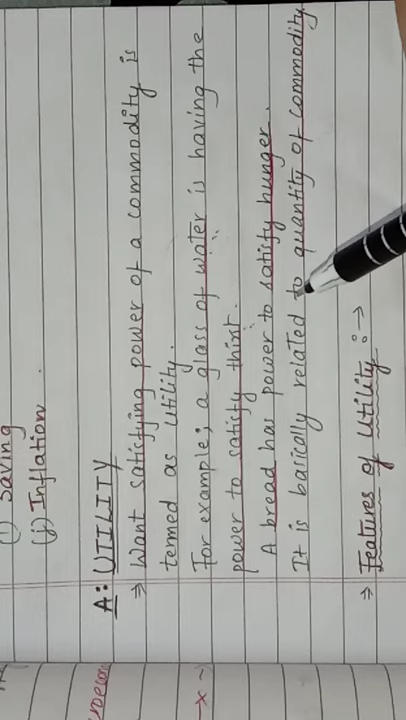 (i) Saving
(j) Inflation.
A: UTILITY
⇒ Want satisfying power of a commodity is
termed as Utility.
For example; a glass of water is having the
power to satisfy thirst.
A bread has power to satisfy hunger.
It is basically related to quantity of commodity.
⇒ Features of Utility :→
-x-